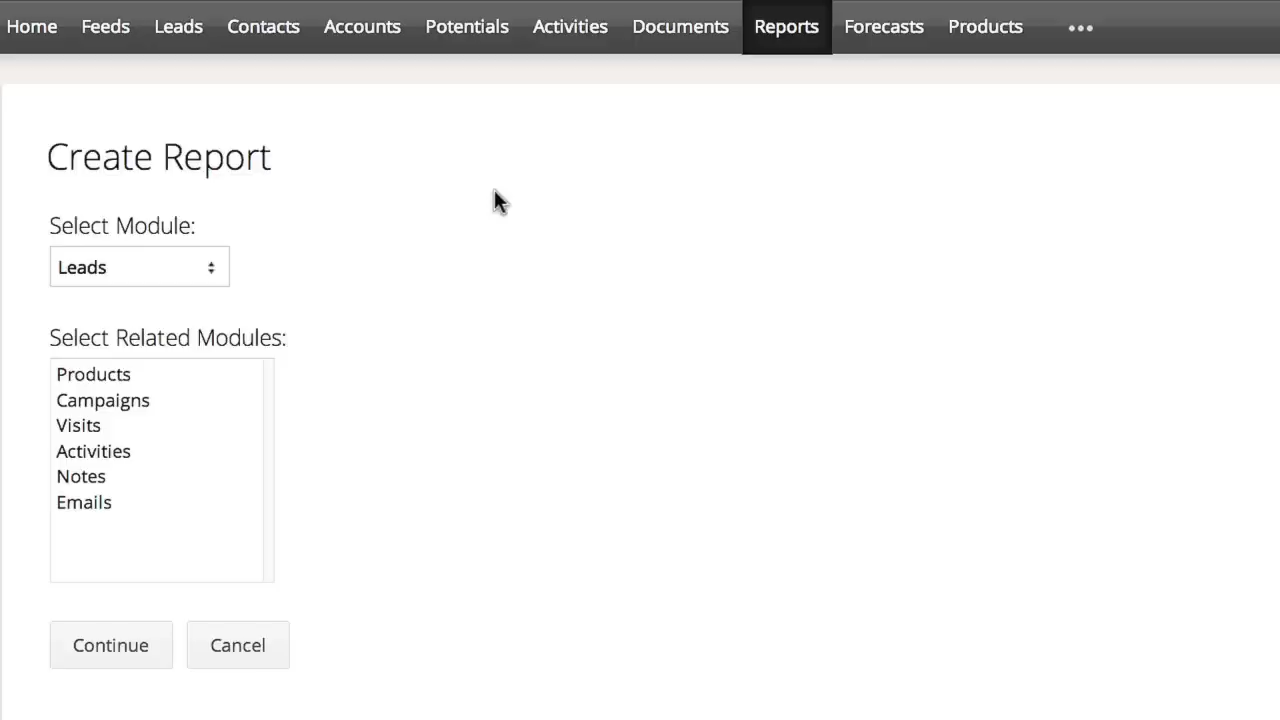 Home Feeds Leads Contacts Accounts Potentials Activities Documents Reports Forecasts Products •••
Create Report
Select Module:
Leads
Select Related Modules:
Products
Campaigns
Visits
Activities
Notes
Emails
Continue Cancel